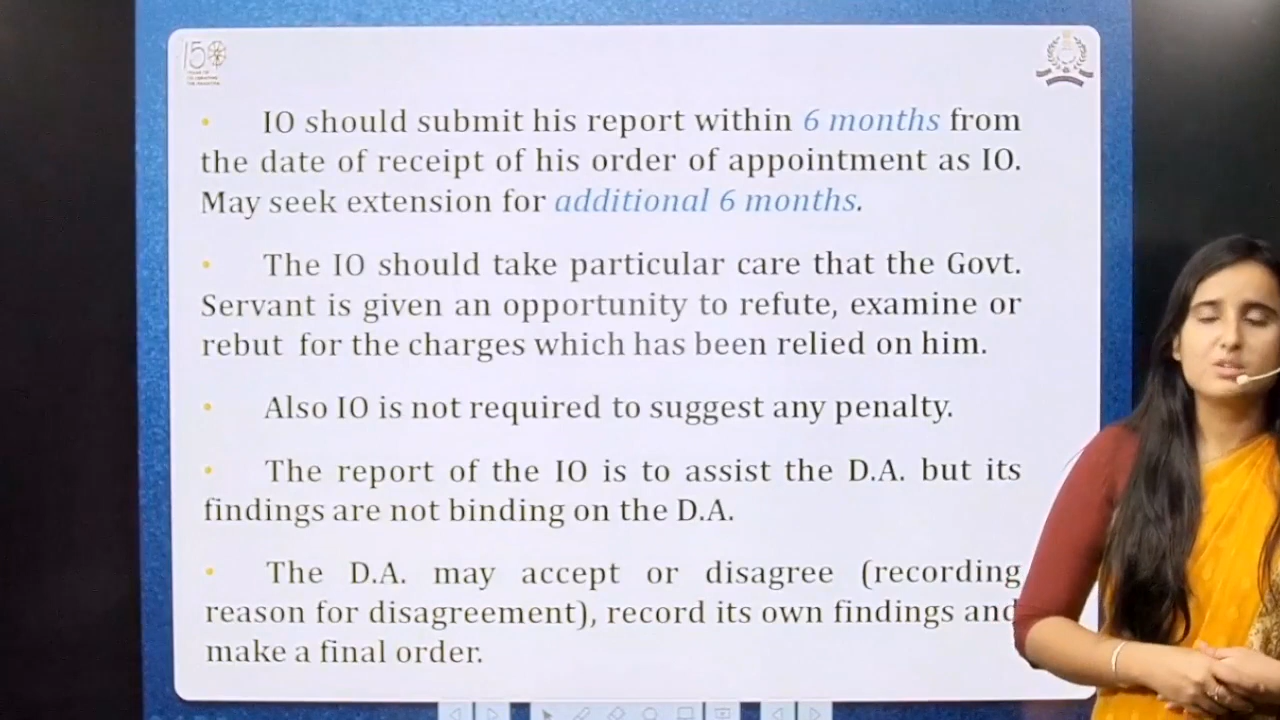 150
• IO should submit his report within 6 months from
the date of receipt of his order of appointment as IO.
May seek extension for additional 6 months.
• The IO should take particular care that the Govt.
Servant is given an opportunity to refute, examine or
rebut for the charges which has been relied on him.
• Also IO is not required to suggest any penalty.
• The report of the IO is to assist the D.A. but its
findings are not binding on the D.A.
• The D.A. may accept or disagree (recording
reason for disagreement), record its own findings and
make a final order.